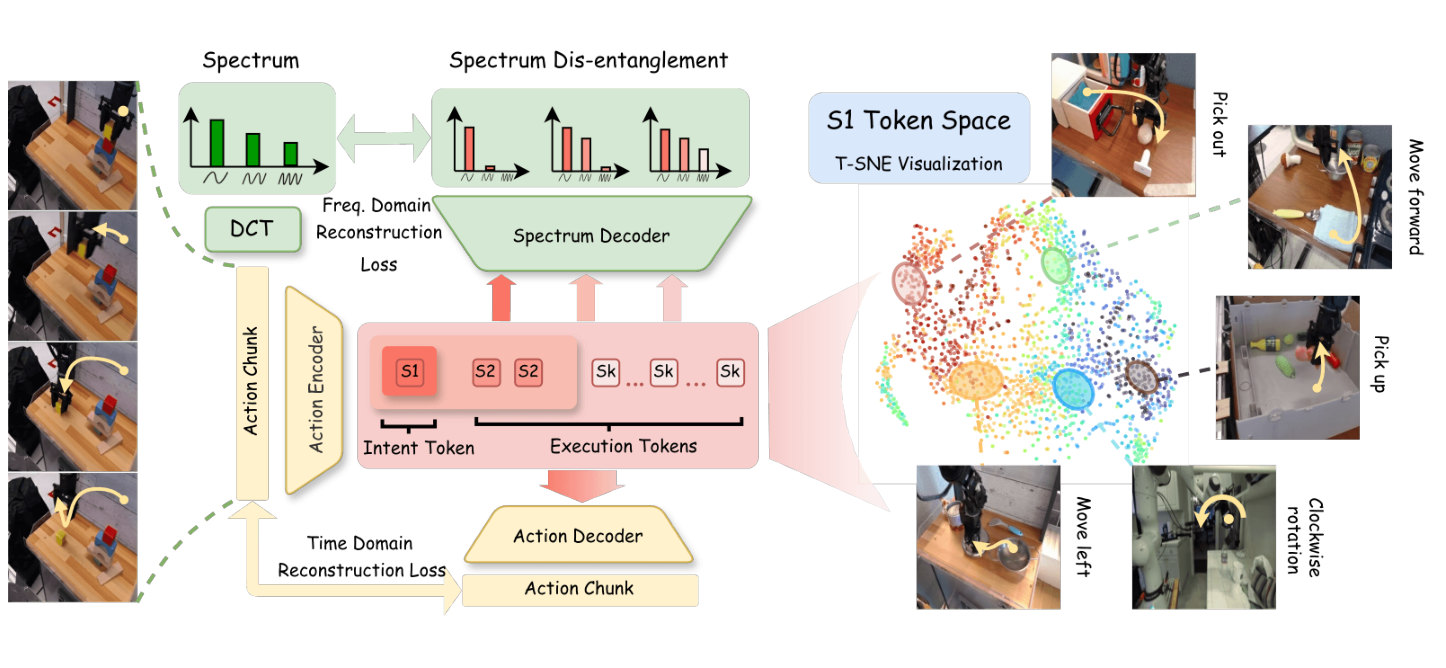 Spectrum
Spectrum Dis-entanglement
DCT
Freq. Domain
Reconstruction
Loss
Spectrum Decoder
Action Chunk
Action Encoder
S1
S2
S2
Sk
...
Sk
...
Sk
Intent Token
Execution Tokens
Time Domain
Reconstruction Loss
Action Decoder
Action Chunk
S1 Token Space
T-SNE Visualization
Pick out
Move forward
Pick up
Move left
Clockwise
rotation